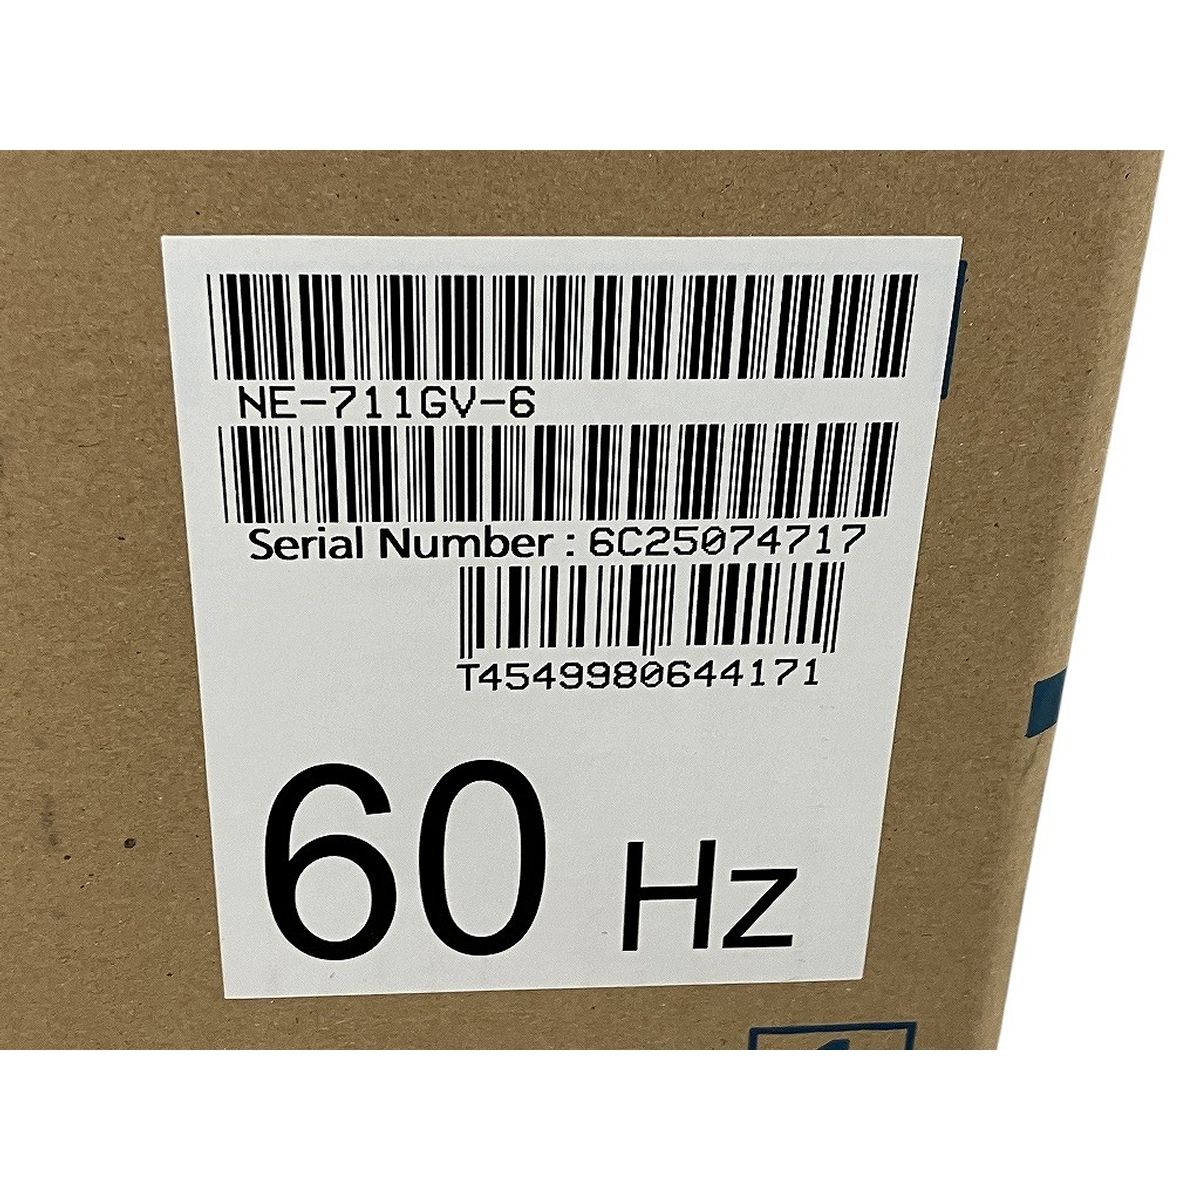 NE-711GV-6
Serial Number : 6C25074717
T4549980644171
60 Hz